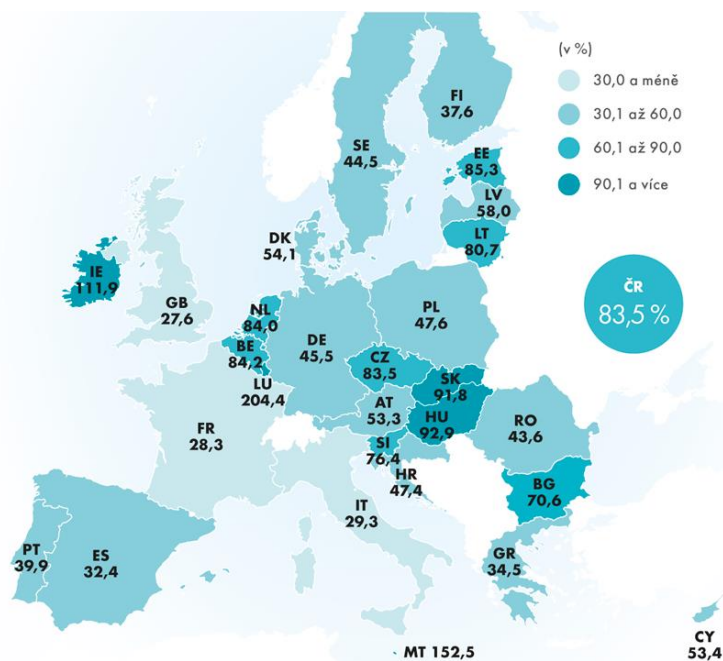 (v %)
30,0 a méně
30,1 až 60,0
60,1 až 90,0
90,1 a více
ČR
83,5 %
FI
37,6
SE
44,5
EE
85,3
LV
58,0
LT
80,7
DK
54,1
IE
111,9
GB
27,6
NL
84,0
BE
84,2
LU
204,4
DE
45,5
PL
47,6
CZ
83,5
SK
91,8
AT
53,3
HU
92,9
SI
76,4
HR
47,4
RO
43,6
BG
70,6
FR
28,3
IT
29,3
PT
39,9
ES
32,4
GR
34,5
MT 152,5
CY
53,4